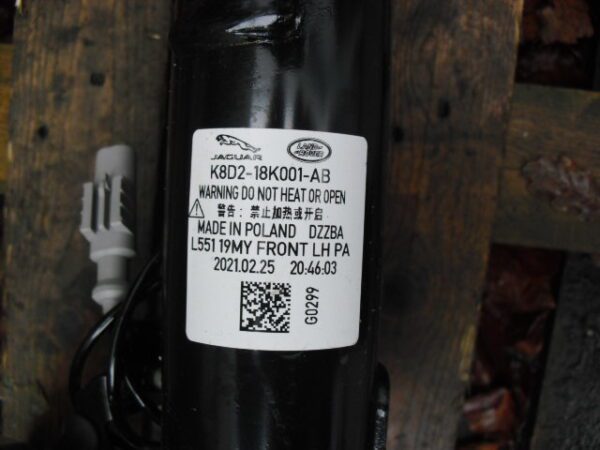 JAGUAR LAND-ROVER
K8D2-18K001-AB
WARNING DO NOT HEAT OR OPEN
警告：禁止加热或开启
MADE IN POLAND DZZBA
L551 19MY FRONT LH PA
2021.02.25 20:46:03
G0299